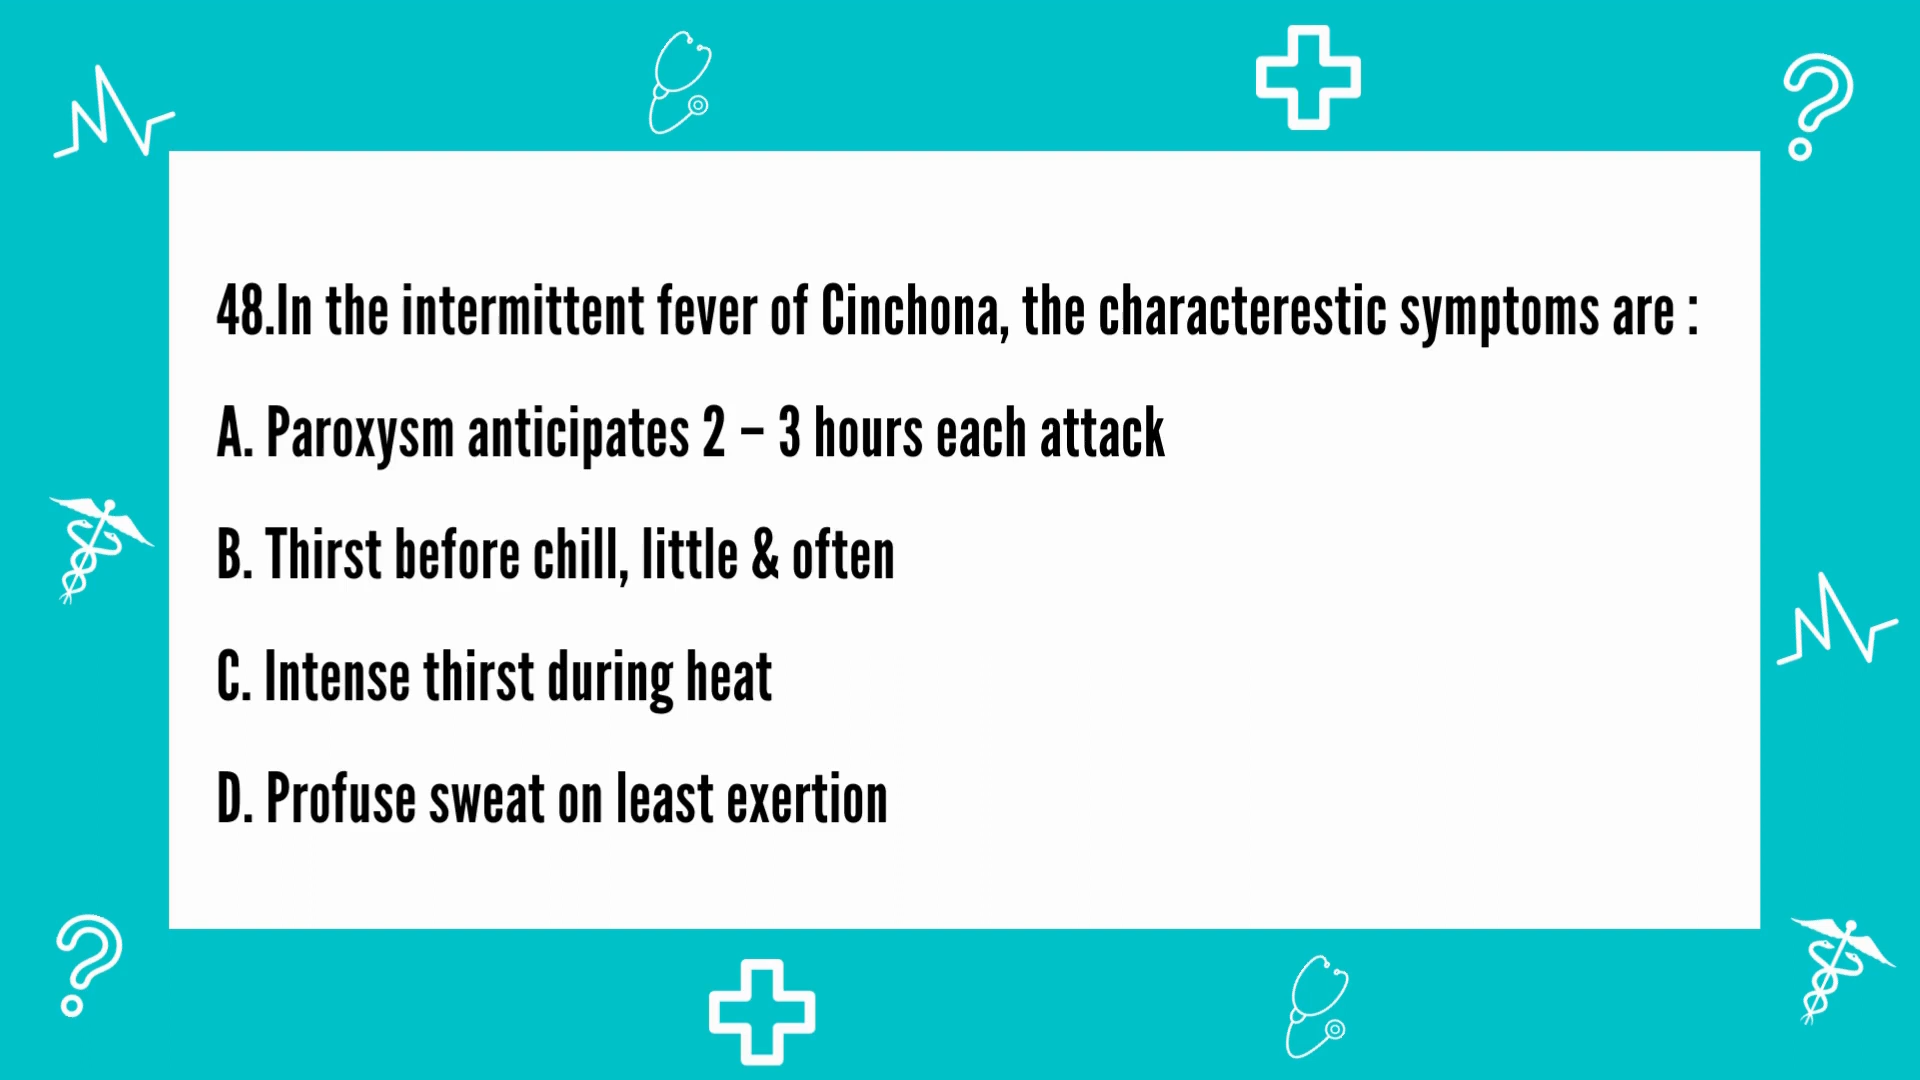 48.In the intermittent fever of Cinchona, the characterestic symptoms are :
A. Paroxysm anticipates 2 – 3 hours each attack
B. Thirst before chill, little & often
C. Intense thirst during heat
D. Profuse sweat on least exertion